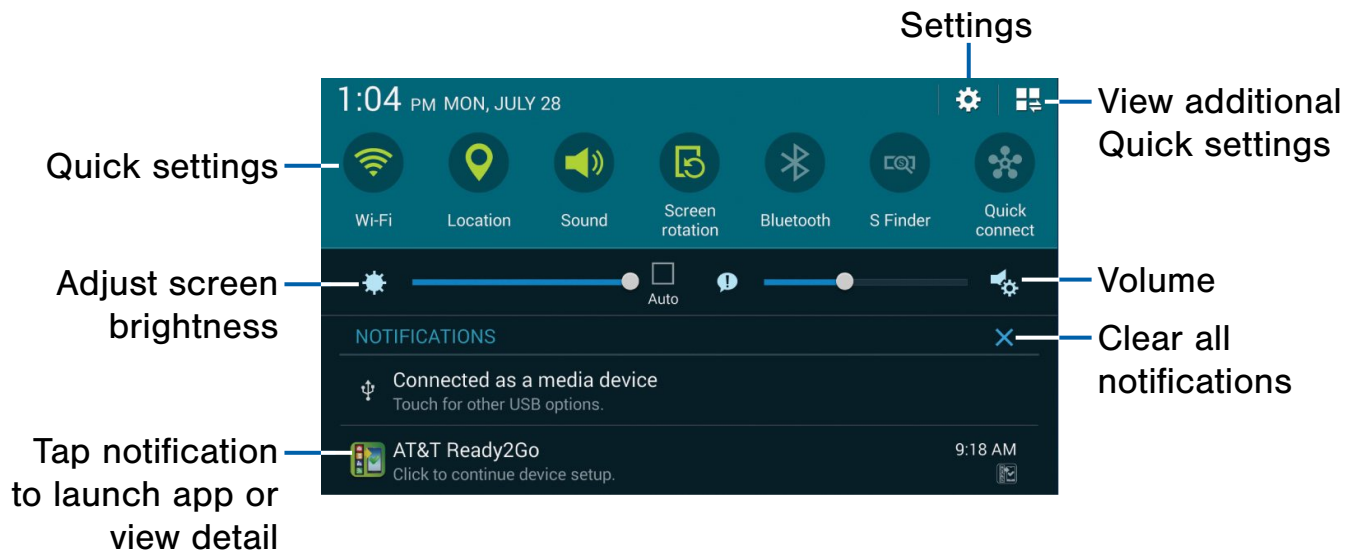 Settings
1:04 PM MON, JULY 28
View additional
Quick settings
Quick settings
Wi-Fi
Location
Sound
Screen
rotation
Bluetooth
S Finder
Quick
connect
Adjust screen
brightness
Auto
Volume
NOTIFICATIONS
Clear all
notifications
Connected as a media device
Touch for other USB options.
Tap notification
to launch app or
view detail
AT&T Ready2Go
9:18 AM
Click to continue device setup.